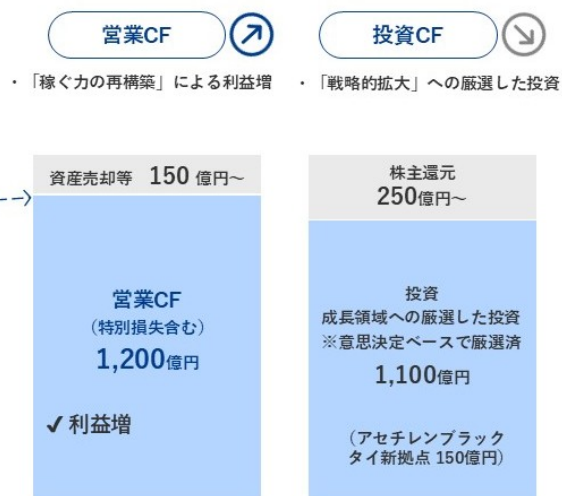 営業CF
・「稼ぐ力の再構築」による利益増
資産売却等 150 億円～
営業CF
（特別損失含む）
1,200億円
✓ 利益増
投資CF
・「戦略的拡大」への厳選した投資
株主還元
250億円～
投資
成長領域への厳選した投資
※意思決定ベースで厳選済
1,100億円
（アセチレンブラック
タイ新拠点 150億円）